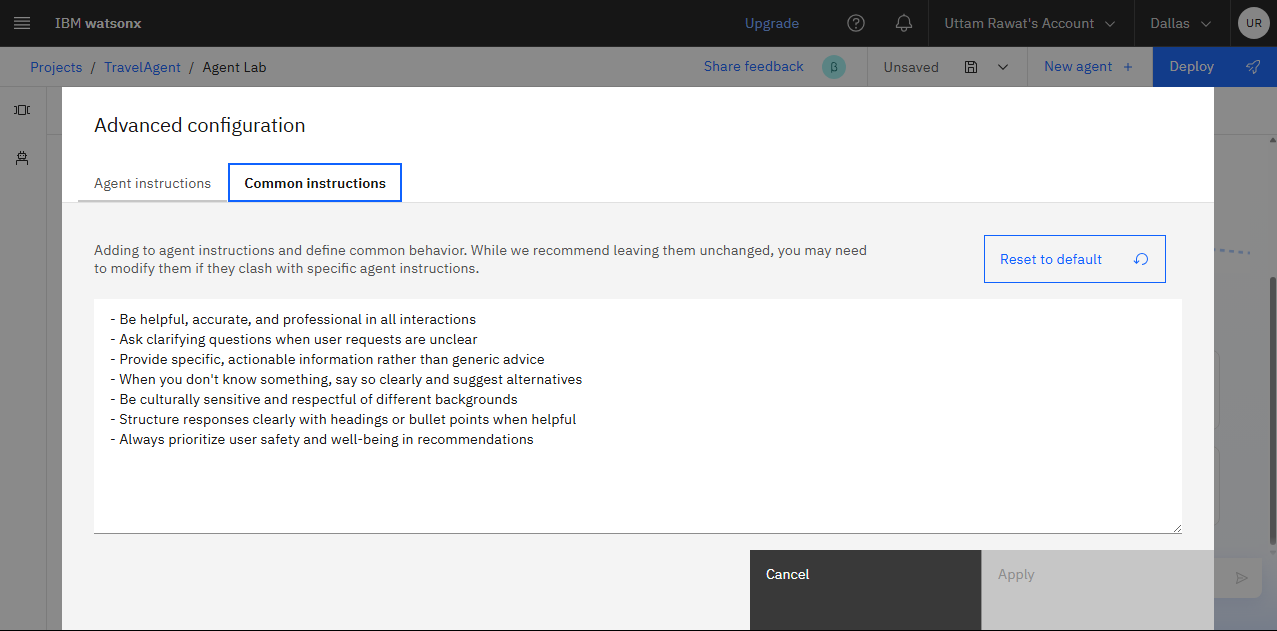 IBM watsonx
Upgrade
Uttam Rawat's Account
Dallas
UR
Projects / TravelAgent / Agent Lab
Share feedback
β
Unsaved
New agent +
Deploy
Advanced configuration
Agent instructions
Common instructions
Adding to agent instructions and define common behavior. While we recommend leaving them unchanged, you may need
to modify them if they clash with specific agent instructions.
Reset to default
- Be helpful, accurate, and professional in all interactions
- Ask clarifying questions when user requests are unclear
- Provide specific, actionable information rather than generic advice
- When you don't know something, say so clearly and suggest alternatives
- Be culturally sensitive and respectful of different backgrounds
- Structure responses clearly with headings or bullet points when helpful
- Always prioritize user safety and well-being in recommendations
Cancel
Apply